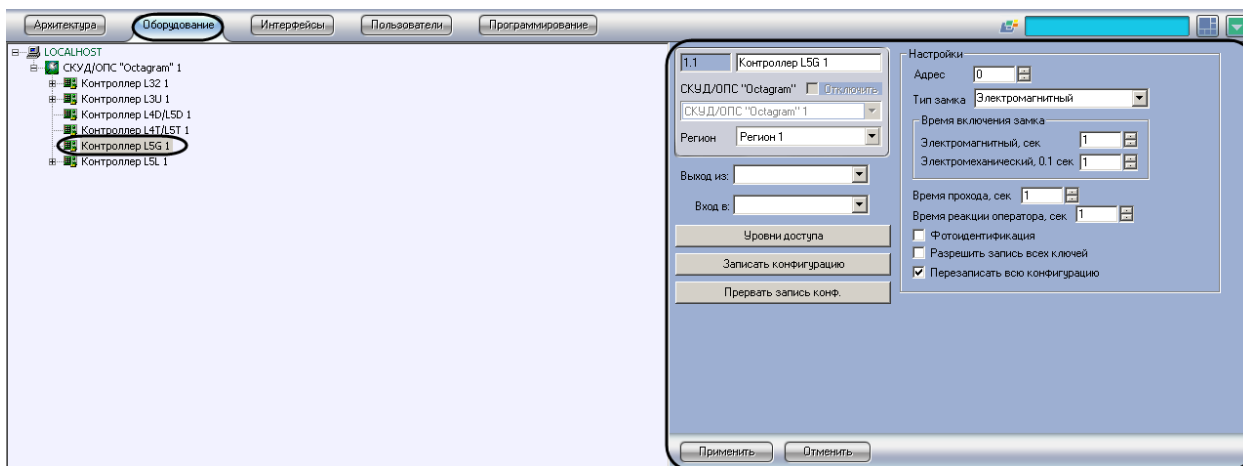 Архитектура Оборудование Интерфейсы Пользователи Программирование
LOCALHOST
СКУД/ОПС "Octagram" 1
Контроллер L32 1
Контроллер L3U 1
Контроллер L4D/L5D 1
Контроллер L4T/L5T 1
Контроллер L5G 1
Контроллер L5L 1
1.1 Контроллер L5G 1
СКУД/ОПС "Octagram" Отключить
СКУД/ОПС "Octagram" 1
Регион Регион 1
Выход из:
Вход в:
Уровни доступа
Записать конфигурацию
Прервать запись конф.
Настройки
Адрес 0
Тип замка Электромагнитный
Время включения замка
Электромагнитный, сек 1
Электромеханический, 0.1 сек 1
Время прохода, сек 1
Время реакции оператора, сек 1
Фотоидентификация
Разрешить запись всех ключей
Перезаписать всю конфигурацию
Применить Отменить